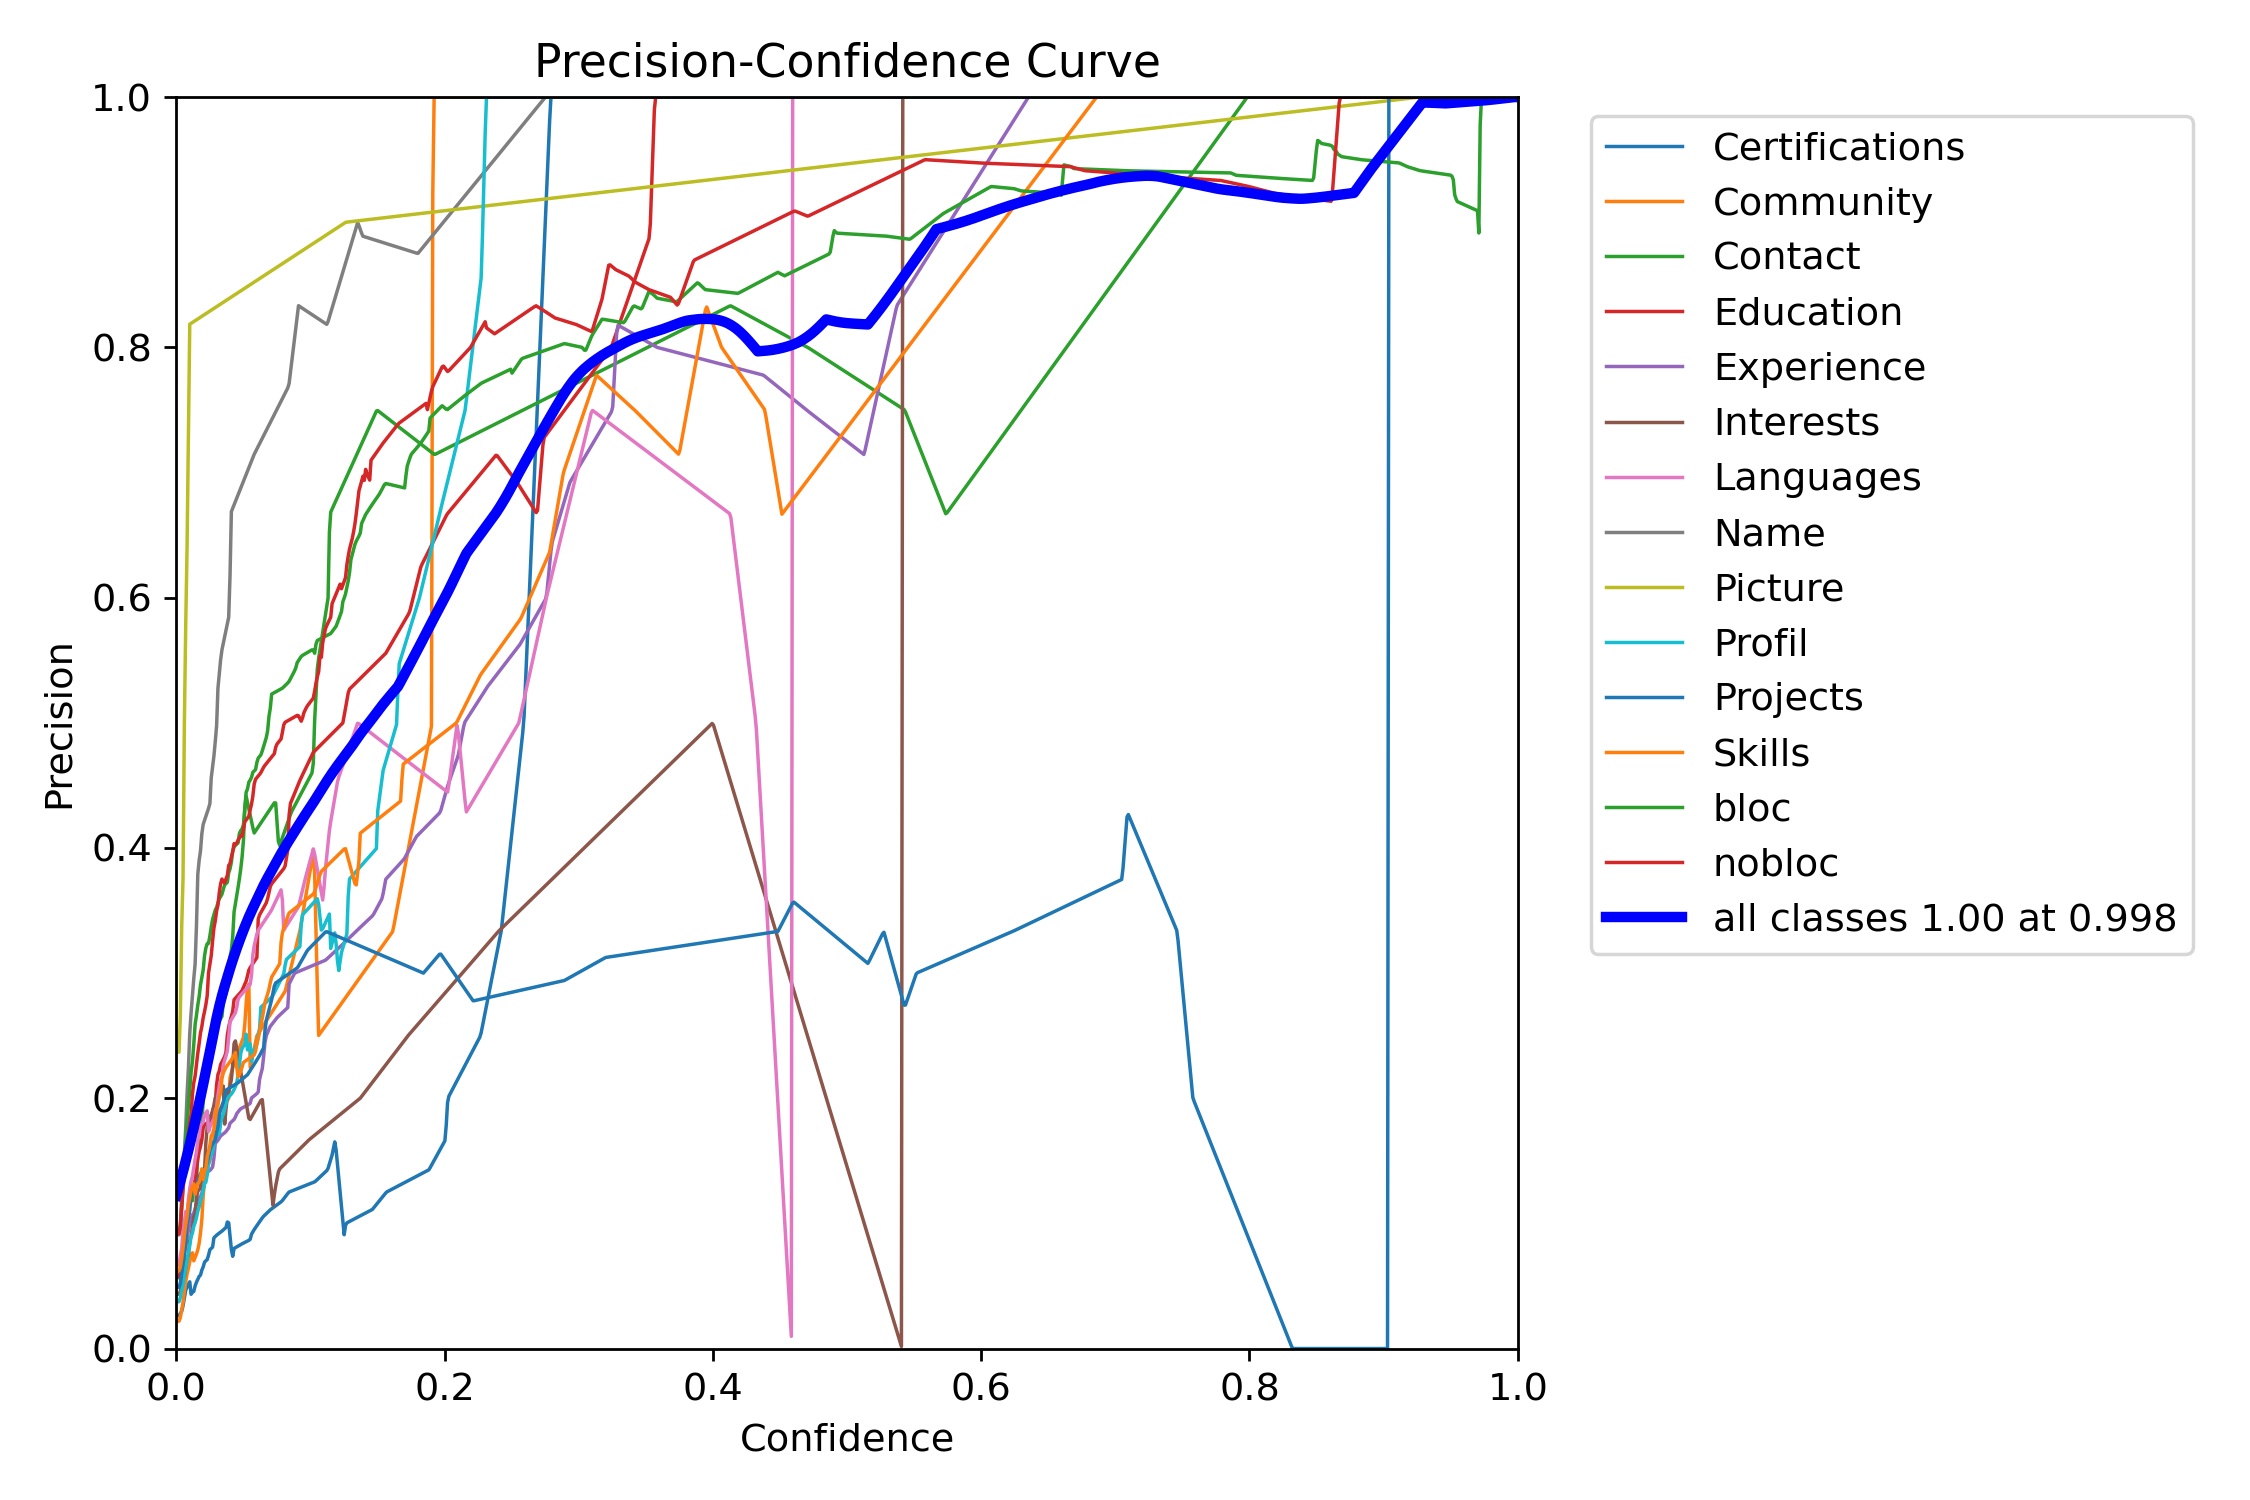 Precision-Confidence Curve
1.0
0.8
0.6
0.4
0.2
0.0
Precision
0.0 0.2 0.4 0.6 0.8 1.0
Confidence
Certifications
Community
Contact
Education
Experience
Interests
Languages
Name
Picture
Profil
Projects
Skills
bloc
nobloc
all classes 1.00 at 0.998